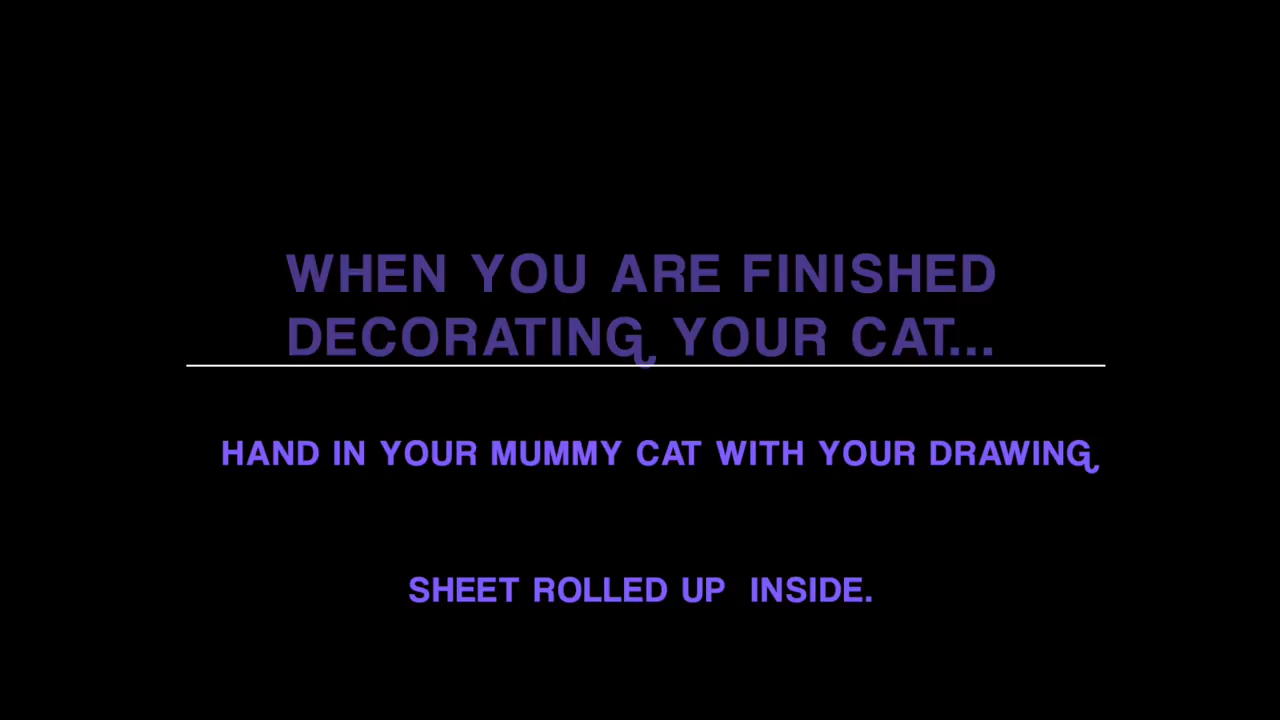 WHEN YOU ARE FINISHED
DECORATING YOUR CAT...
HAND IN YOUR MUMMY CAT WITH YOUR DRAWING
SHEET ROLLED UP  INSIDE.